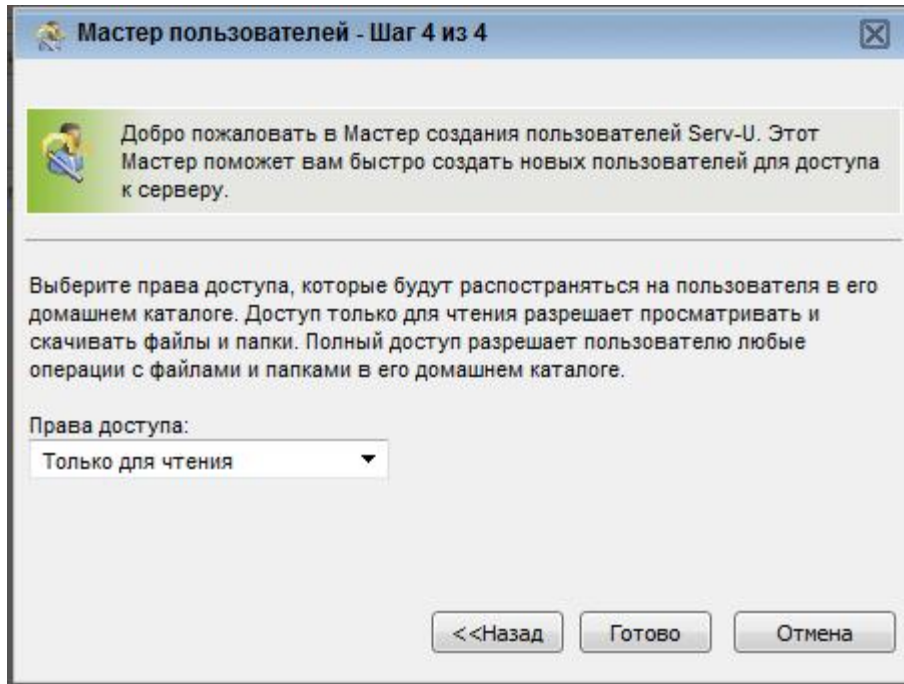 Мастер пользователей - Шаг 4 из 4
Добро пожаловать в Мастер создания пользователей Serv-U. Этот
Мастер поможет вам быстро создать новых пользователей для доступа
к серверу.
Выберите права доступа, которые будут распостраняться на пользователя в его
домашнем каталоге. Доступ только для чтения разрешает просматривать и
скачивать файлы и папки. Полный доступ разрешает пользователю любые
операции с файлами и папками в его домашнем каталоге.
Права доступа:
Только для чтения
<<Назад Готово Отмена